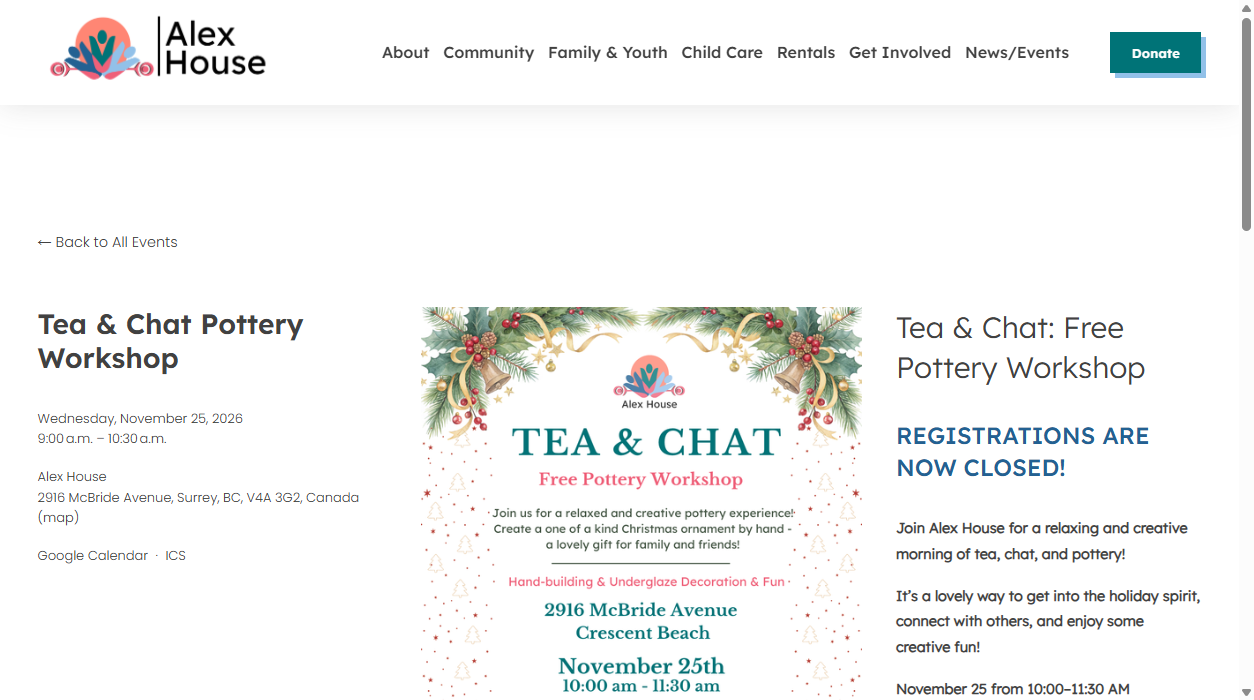 Alex
House
About Community Family & Youth Child Care Rentals Get Involved News/Events Donate
← Back to All Events
Tea & Chat Pottery
Workshop
Wednesday, November 25, 2026
9:00 a.m. – 10:30 a.m.
Alex House
2916 McBride Avenue, Surrey, BC, V4A 3G2, Canada
(map)
Google Calendar · ICS
Alex House
TEA & CHAT
Free Pottery Workshop
Join us for a relaxed and creative pottery experience!
Create a one of a kind Christmas ornament by hand -
a lovely gift for family and friends!
Hand-building & Underglaze Decoration & Fun
2916 McBride Avenue
Crescent Beach
November 25th
10:00 am - 11:30 am
Tea & Chat: Free
Pottery Workshop
REGISTRATIONS ARE
NOW CLOSED!
Join Alex House for a relaxing and creative
morning of tea, chat, and pottery!
It’s a lovely way to get into the holiday spirit,
connect with others, and enjoy some
creative fun!
November 25 from 10:00–11:30 AM